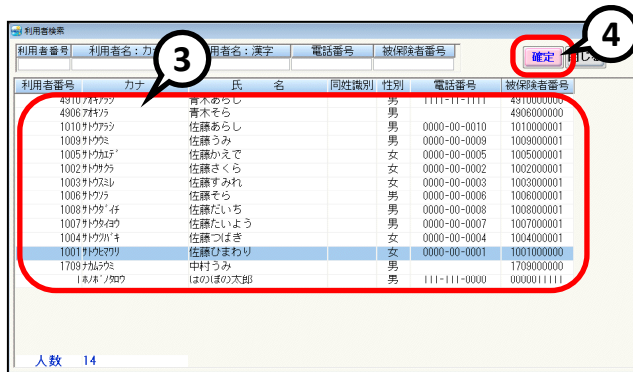 利用者検索
4
利用者番号 利用者名：カナ 利用者名：漢字 電話番号 被保険者番号
3
確定 閉じる
利用者番号 カナ 氏 名 同姓識別 性別 電話番号 被保険者番号
4910 ｱｵｷｱﾗｼ 青木あらし 男 1111-11-1111 4910000000
4906 ｱｵｷｿﾗ 青木そら 男 4906000000
1010 ｻﾄｳｱﾗｼ 佐藤あらし 男 0000-00-0010 1010000001
1009 ｻﾄｳｳﾐ 佐藤うみ 男 0000-00-0009 1009000001
1005 ｻﾄｳｶｴﾃﾞ 佐藤かえで 女 0000-00-0005 1005000001
1002 ｻﾄｳｻｸﾗ 佐藤さくら 女 0000-00-0002 1002000001
1003 ｻﾄｳｽﾐﾚ 佐藤すみれ 女 0000-00-0003 1003000001
1006 ｻﾄｳｿﾗ 佐藤そら 男 0000-00-0006 1006000001
1008 ｻﾄｳﾀﾞｲﾁ 佐藤だいち 男 0000-00-0008 1008000001
1007 ｻﾄｳﾀｲﾖｳ 佐藤たいよう 男 0000-00-0007 1007000001
1004 ｻﾄｳﾂﾊﾞｷ 佐藤つばき 女 0000-00-0004 1004000001
1001 ｻﾄｳﾋﾏﾜﾘ 佐藤ひまわり 女 0000-00-0001 1001000000
1709 ﾅｶﾑﾗｳﾐ 中村うみ 男 1709000000
1 ﾎﾉﾎﾞﾉﾀﾛｳ ほのぼの太郎 男 111-111-0000 0000011111
人数 14